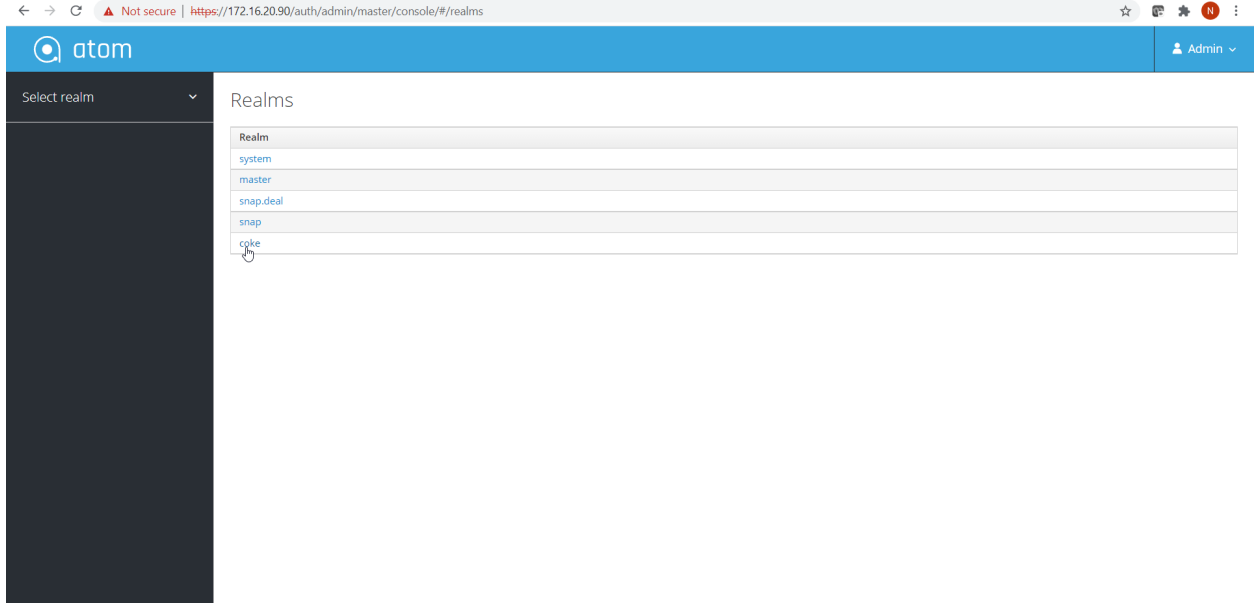 Not secure | https://172.16.20.90/auth/admin/master/console/#/realms
N
atom
Admin
Select realm
Realms
Realm
system
master
snap.deal
snap
coke